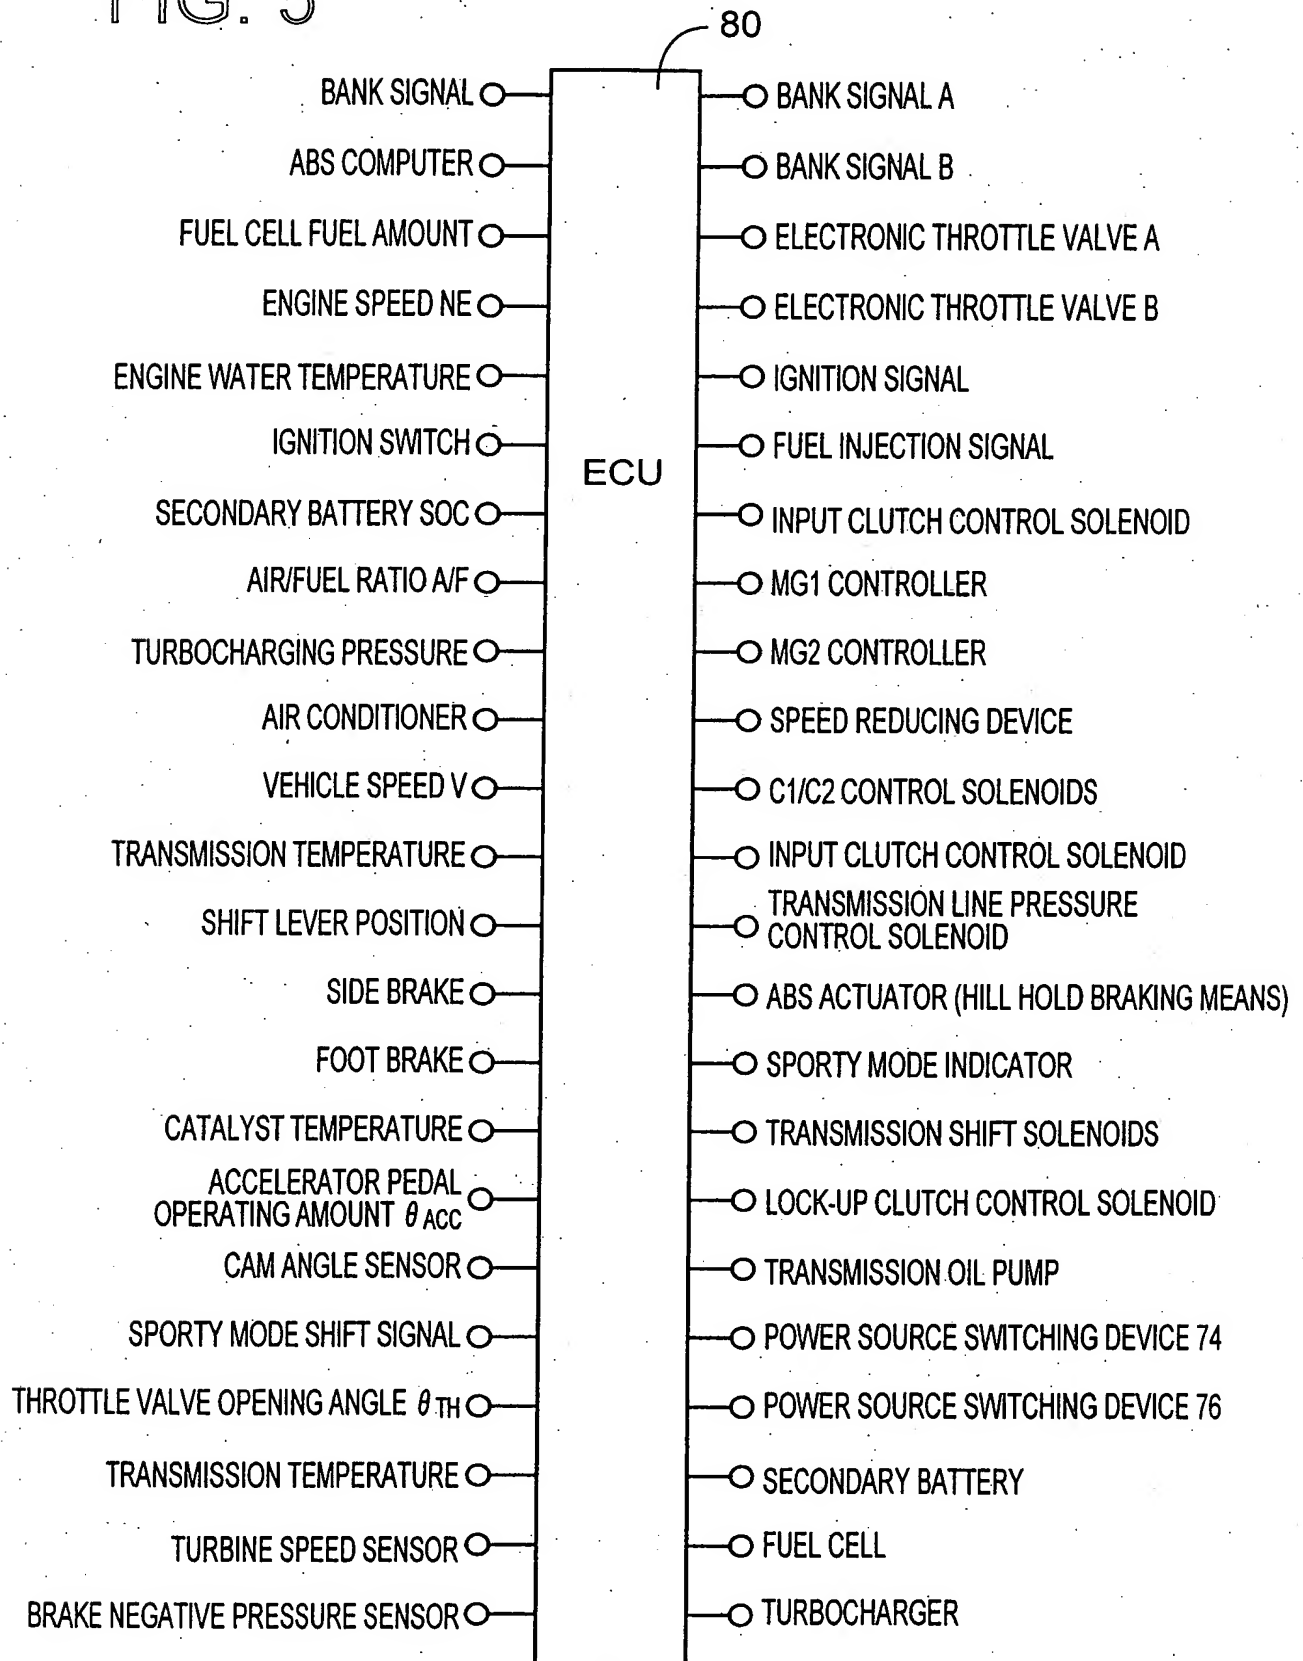 FIG. 5
80
BANK SIGNAL
ABS COMPUTER
FUEL CELL FUEL AMOUNT
ENGINE SPEED NE
ENGINE WATER TEMPERATURE
IGNITION SWITCH
SECONDARY BATTERY SOC
AIR/FUEL RATIO A/F
TURBOCHARGING PRESSURE
AIR CONDITIONER
VEHICLE SPEED V
TRANSMISSION TEMPERATURE
SHIFT LEVER POSITION
SIDE BRAKE
FOOT BRAKE
CATALYST TEMPERATURE
ACCELERATOR PEDAL
OPERATING AMOUNT θ ACC
CAM ANGLE SENSOR
SPORTY MODE SHIFT SIGNAL
THROTTLE VALVE OPENING ANGLE θ TH
TRANSMISSION TEMPERATURE
TURBINE SPEED SENSOR
BRAKE NEGATIVE PRESSURE SENSOR
ECU
BANK SIGNAL A
BANK SIGNAL B
ELECTRONIC THROTTLE VALVE A
ELECTRONIC THROTTLE VALVE B
IGNITION SIGNAL
FUEL INJECTION SIGNAL
INPUT CLUTCH CONTROL SOLENOID
MG1 CONTROLLER
MG2 CONTROLLER
SPEED REDUCING DEVICE
C1/C2 CONTROL SOLENOIDS
INPUT CLUTCH CONTROL SOLENOID
TRANSMISSION LINE PRESSURE
CONTROL SOLENOID
ABS ACTUATOR (HILL HOLD BRAKING MEANS)
SPORTY MODE INDICATOR
TRANSMISSION SHIFT SOLENOIDS
LOCK-UP CLUTCH CONTROL SOLENOID
TRANSMISSION OIL PUMP
POWER SOURCE SWITCHING DEVICE 74
POWER SOURCE SWITCHING DEVICE 76
SECONDARY BATTERY
FUEL CELL
TURBOCHARGER